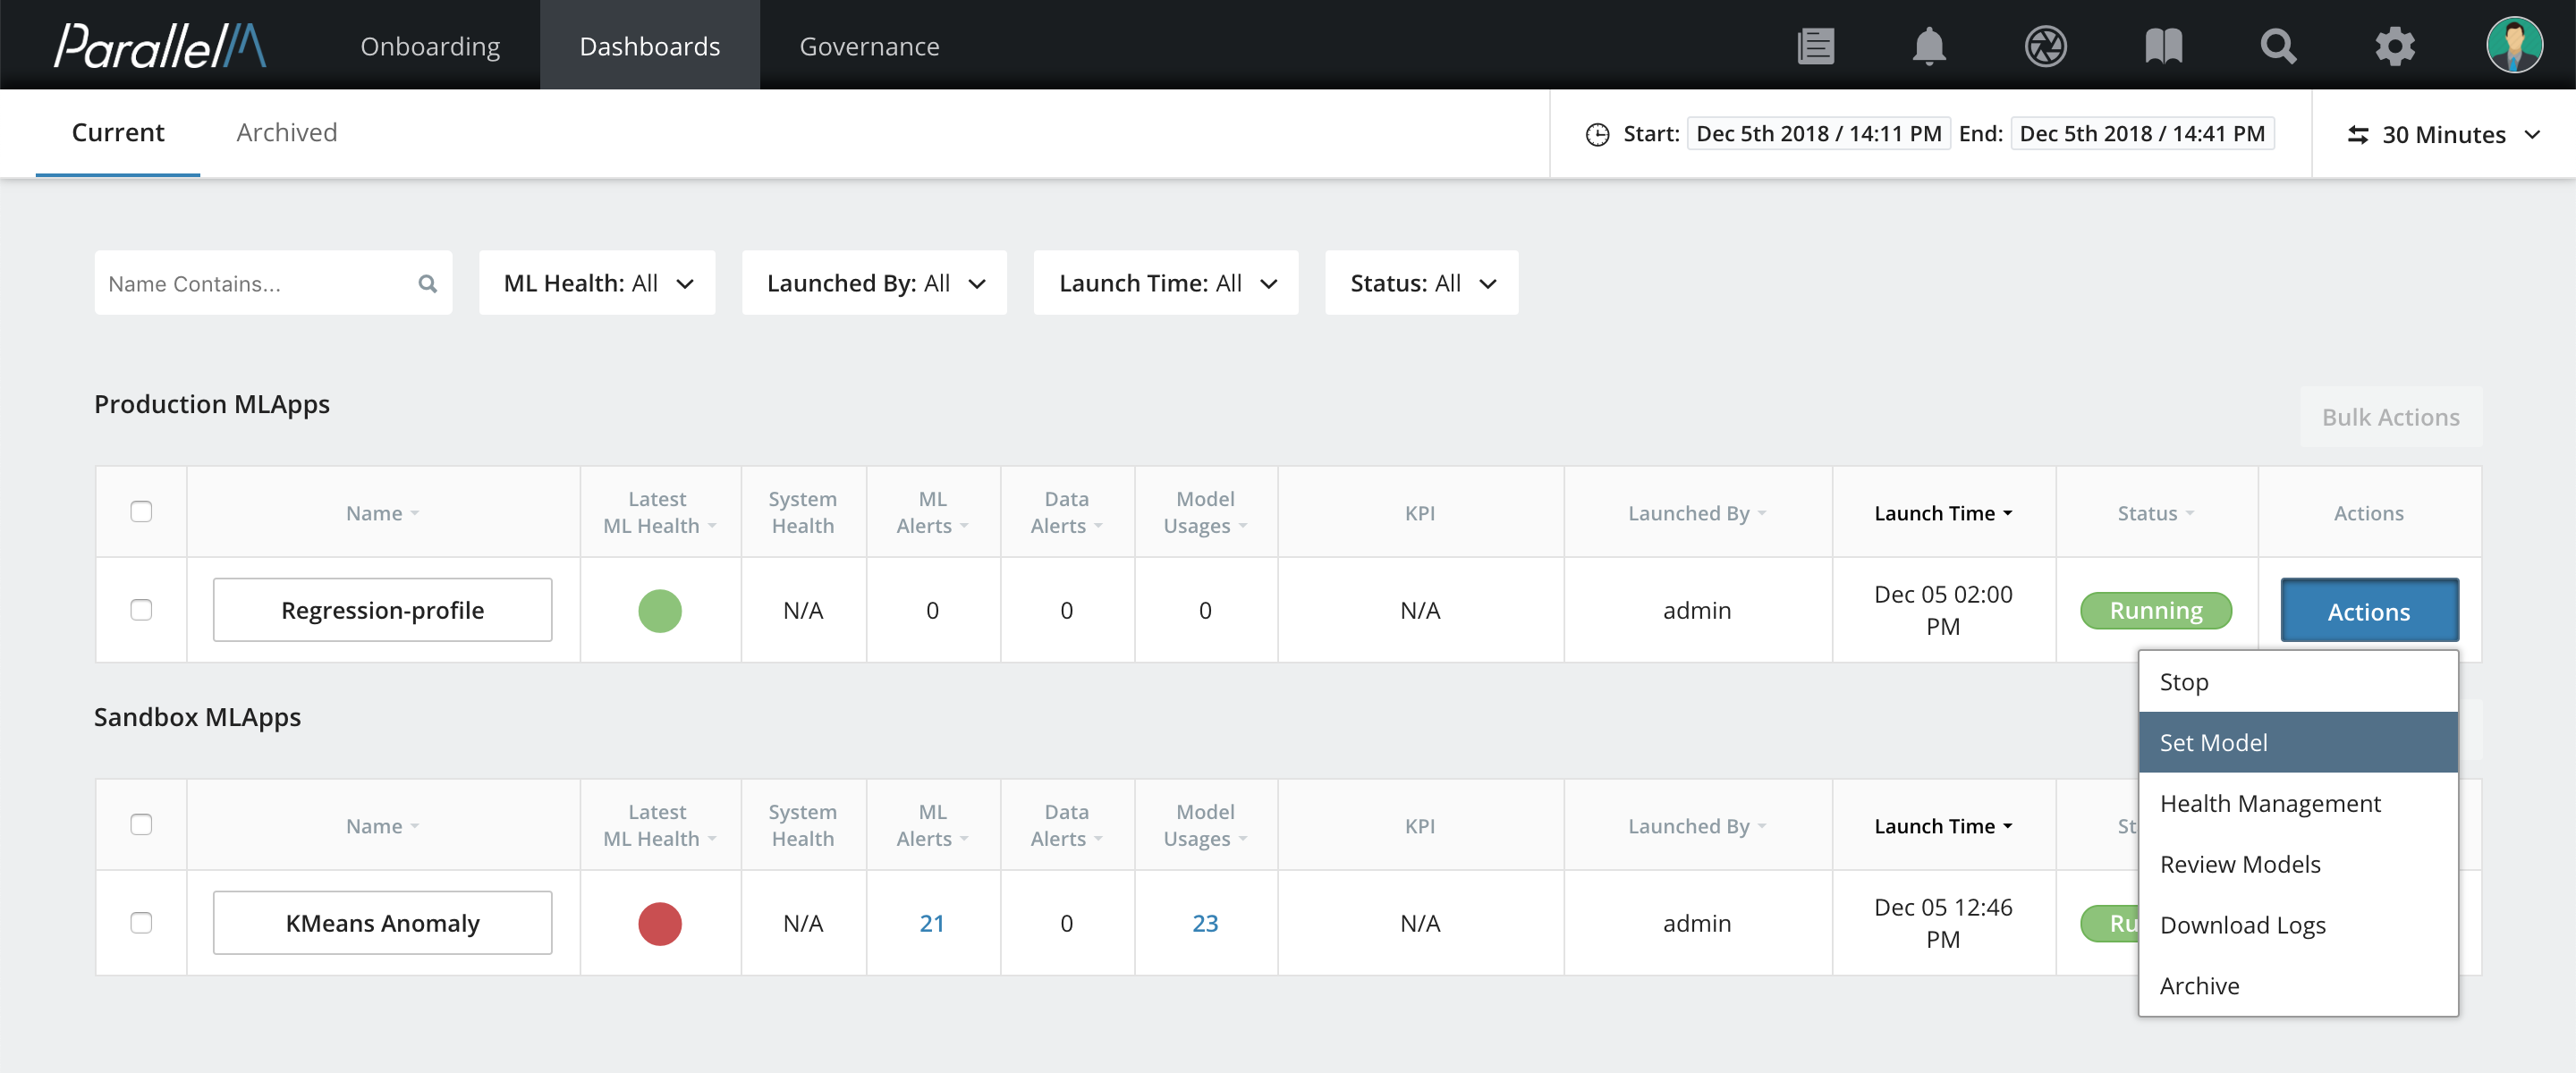 ParallelM
Onboarding
Dashboards
Governance
Current
Archived
Start: Dec 5th 2018 / 14:11 PM End: Dec 5th 2018 / 14:41 PM
30 Minutes
Name Contains...
ML Health: All
Launched By: All
Launch Time: All
Status: All
Production MLApps
Bulk Actions
Name
Latest
ML Health
System
Health
ML
Alerts
Data
Alerts
Model
Usages
KPI
Launched By
Launch Time
Status
Actions
Regression-profile
N/A
0
0
0
N/A
admin
Dec 05 02:00
PM
Running
Actions
Stop
Set Model
Health Management
Review Models
Download Logs
Archive
Sandbox MLApps
Name
Latest
ML Health
System
Health
ML
Alerts
Data
Alerts
Model
Usages
KPI
Launched By
Launch Time
St
KMeans Anomaly
N/A
21
0
23
N/A
admin
Dec 05 12:46
PM
Ru